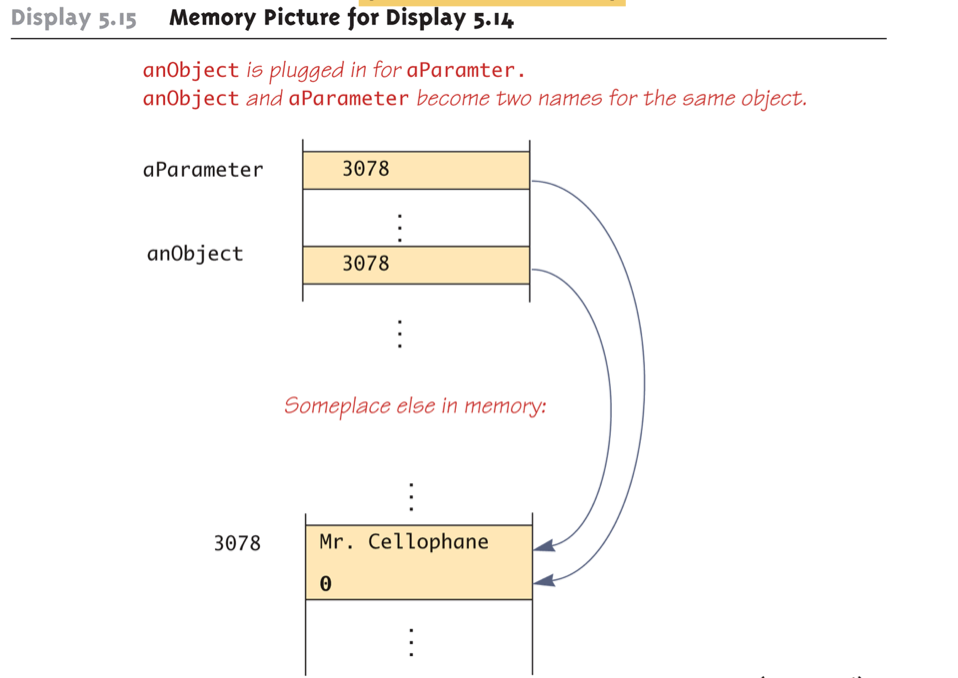 Display 5.15 Memory Picture for Display 5.14
anObject is plugged in for aParamter.
anObject and aParameter become two names for the same object.
aParameter 3078
anObject 3078
Someplace else in memory:
3078 Mr. Cellophane
0